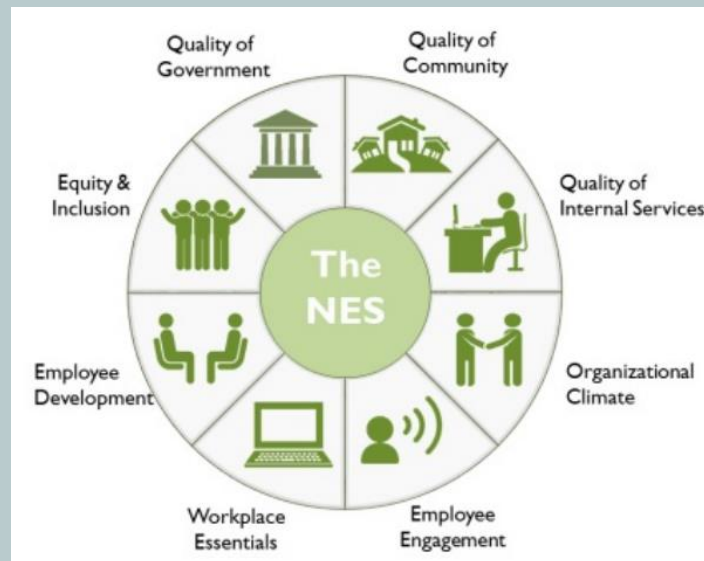 Quality of
Government
Quality of
Community
Equity &
Inclusion
Quality of
Internal Services
The
NES
Employee
Development
Organizational
Climate
Workplace
Essentials
Employee
Engagement